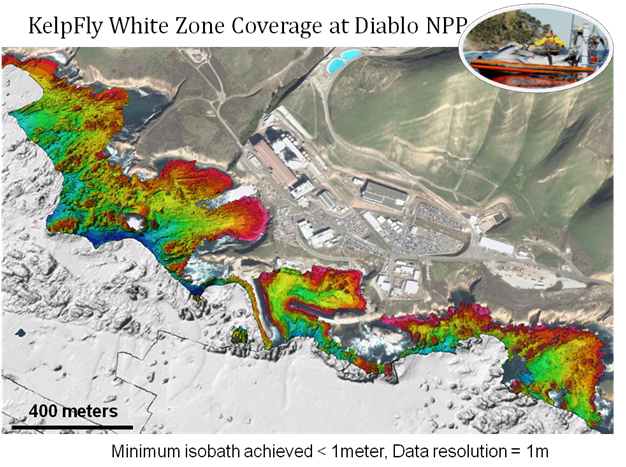 KelpFly White Zone Coverage at Diablo NPP
400 meters
Minimum isobath achieved < 1meter, Data resolution = 1m